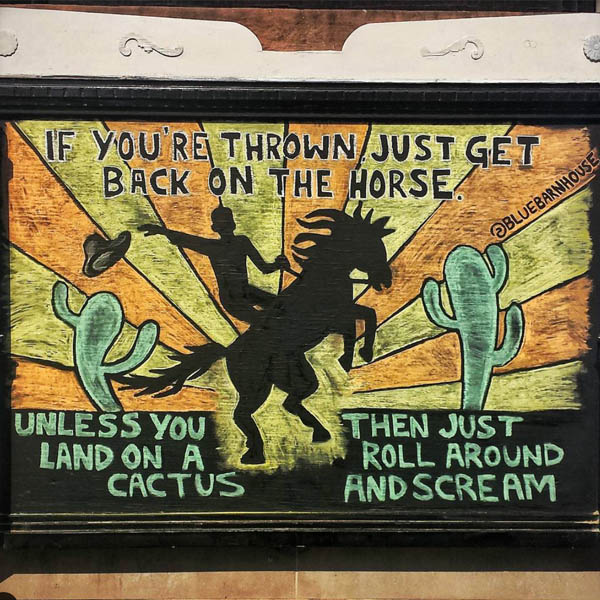 IF YOU'RE THROWN, JUST GET
BACK ON THE HORSE.
@BLUEBARNHOUSE
UNLESS YOU
LAND ON A
CACTUS
THEN JUST
ROLL AROUND
AND SCREAM